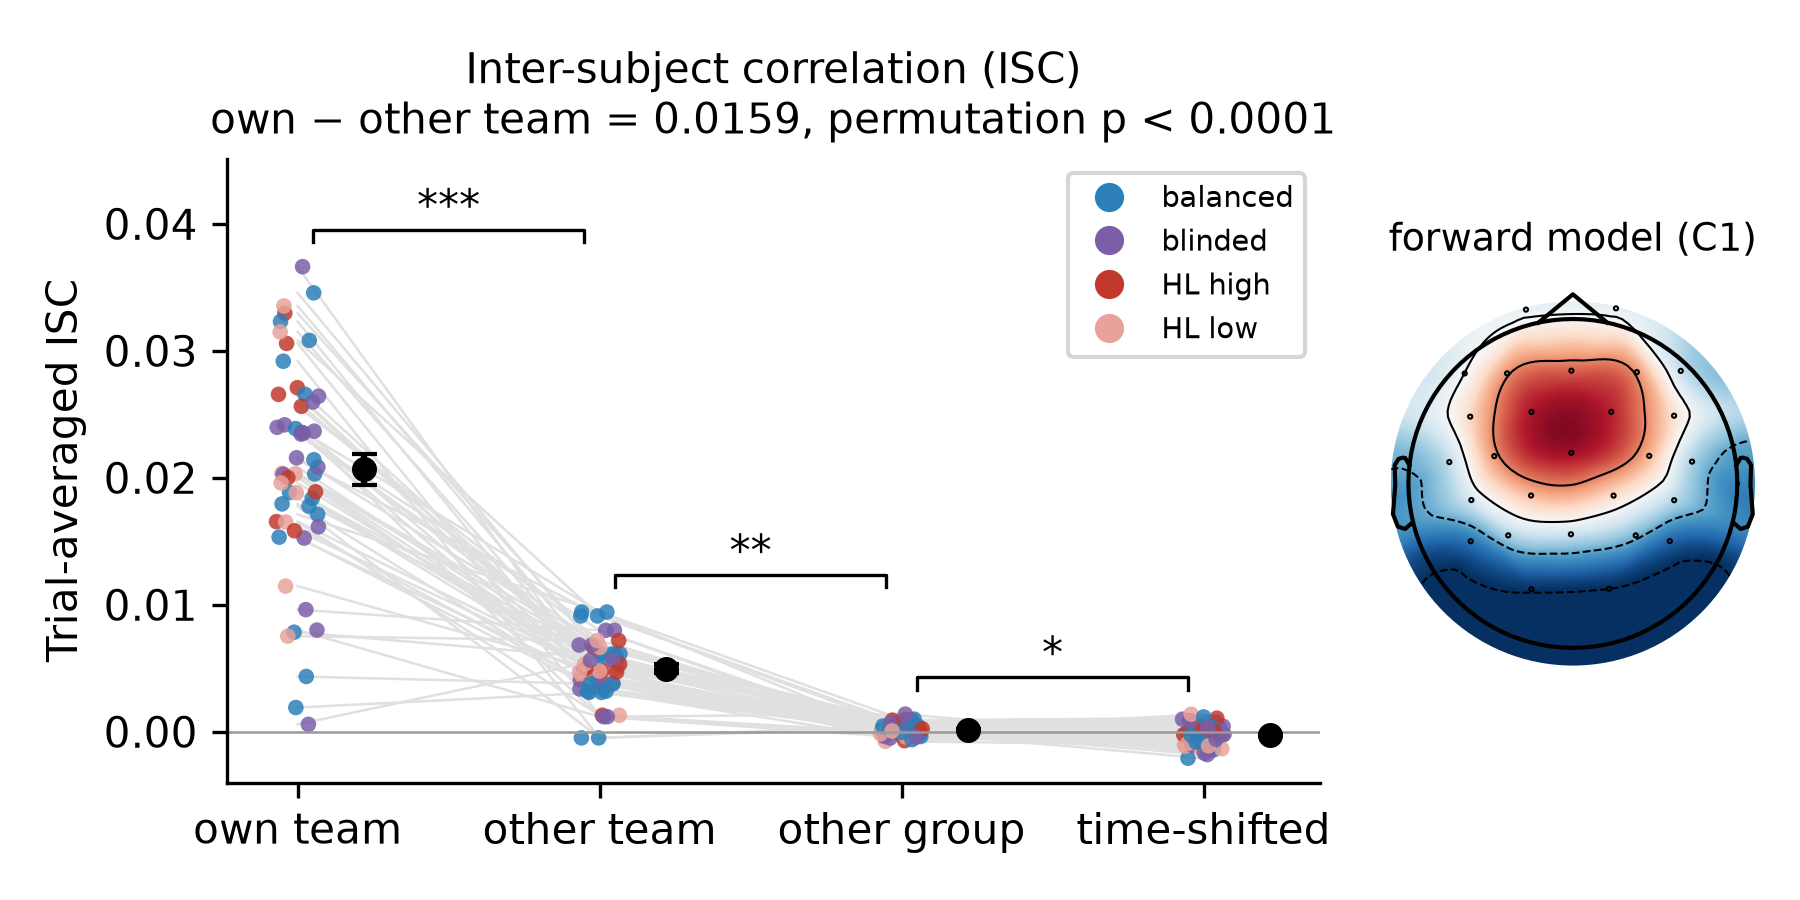 Inter-subject correlation (ISC)
own − other team = 0.0159, permutation p < 0.0001
Trial-averaged ISC
0.04
0.03
0.02
0.01
0.00
***
**
*
balanced
blinded
HL high
HL low
own team
other team
other group
time-shifted
forward model (C1)